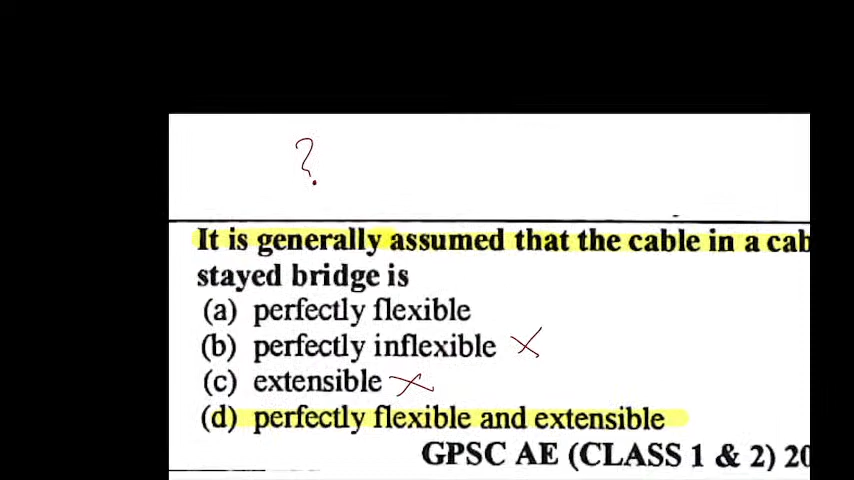 ?
It is generally assumed that the cable in a cab
stayed bridge is
(a) perfectly flexible
(b) perfectly inflexible ×
(c) extensible ×
(d) perfectly flexible and extensible
GPSC AE (CLASS 1 & 2) 20